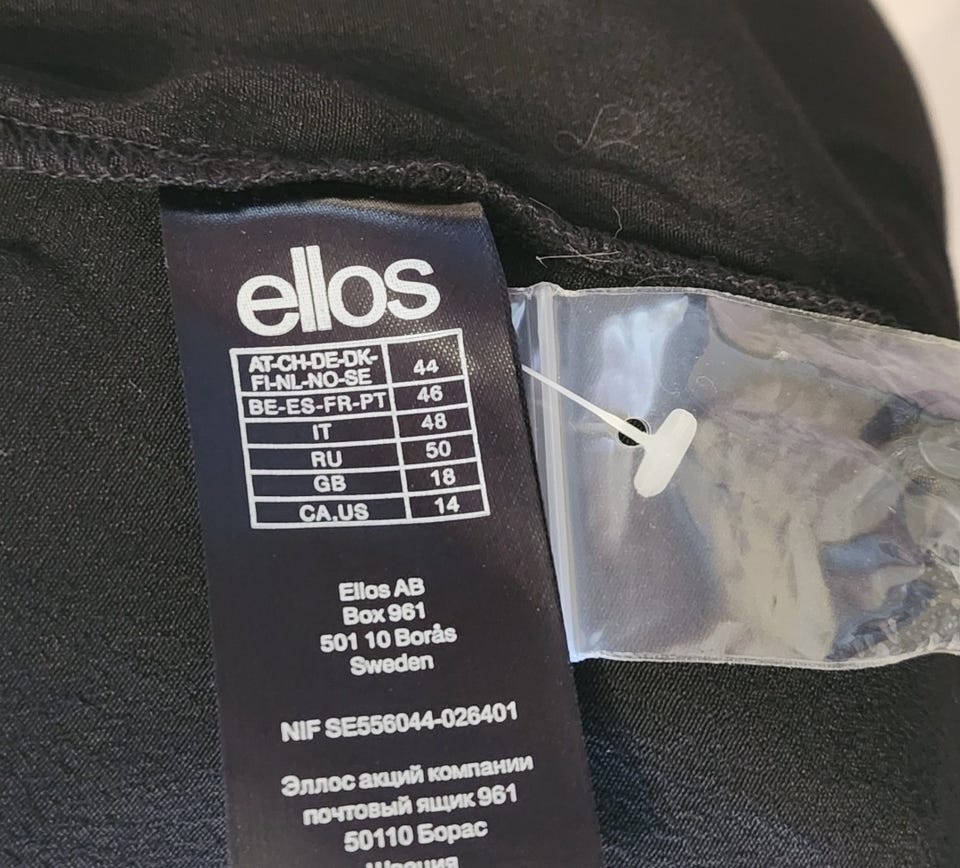 ellos
AT-CH-DE-DK-
FI-NL-NO-SE 44
BE-ES-FR-PT 46
IT 48
RU 50
GB 18
CA,US 14
Ellos AB
Box 961
501 10 Borås
Sweden
NIF SE556044-026401
Эллос акций компании
почтовый ящик 961
50110 Борас
Швеция